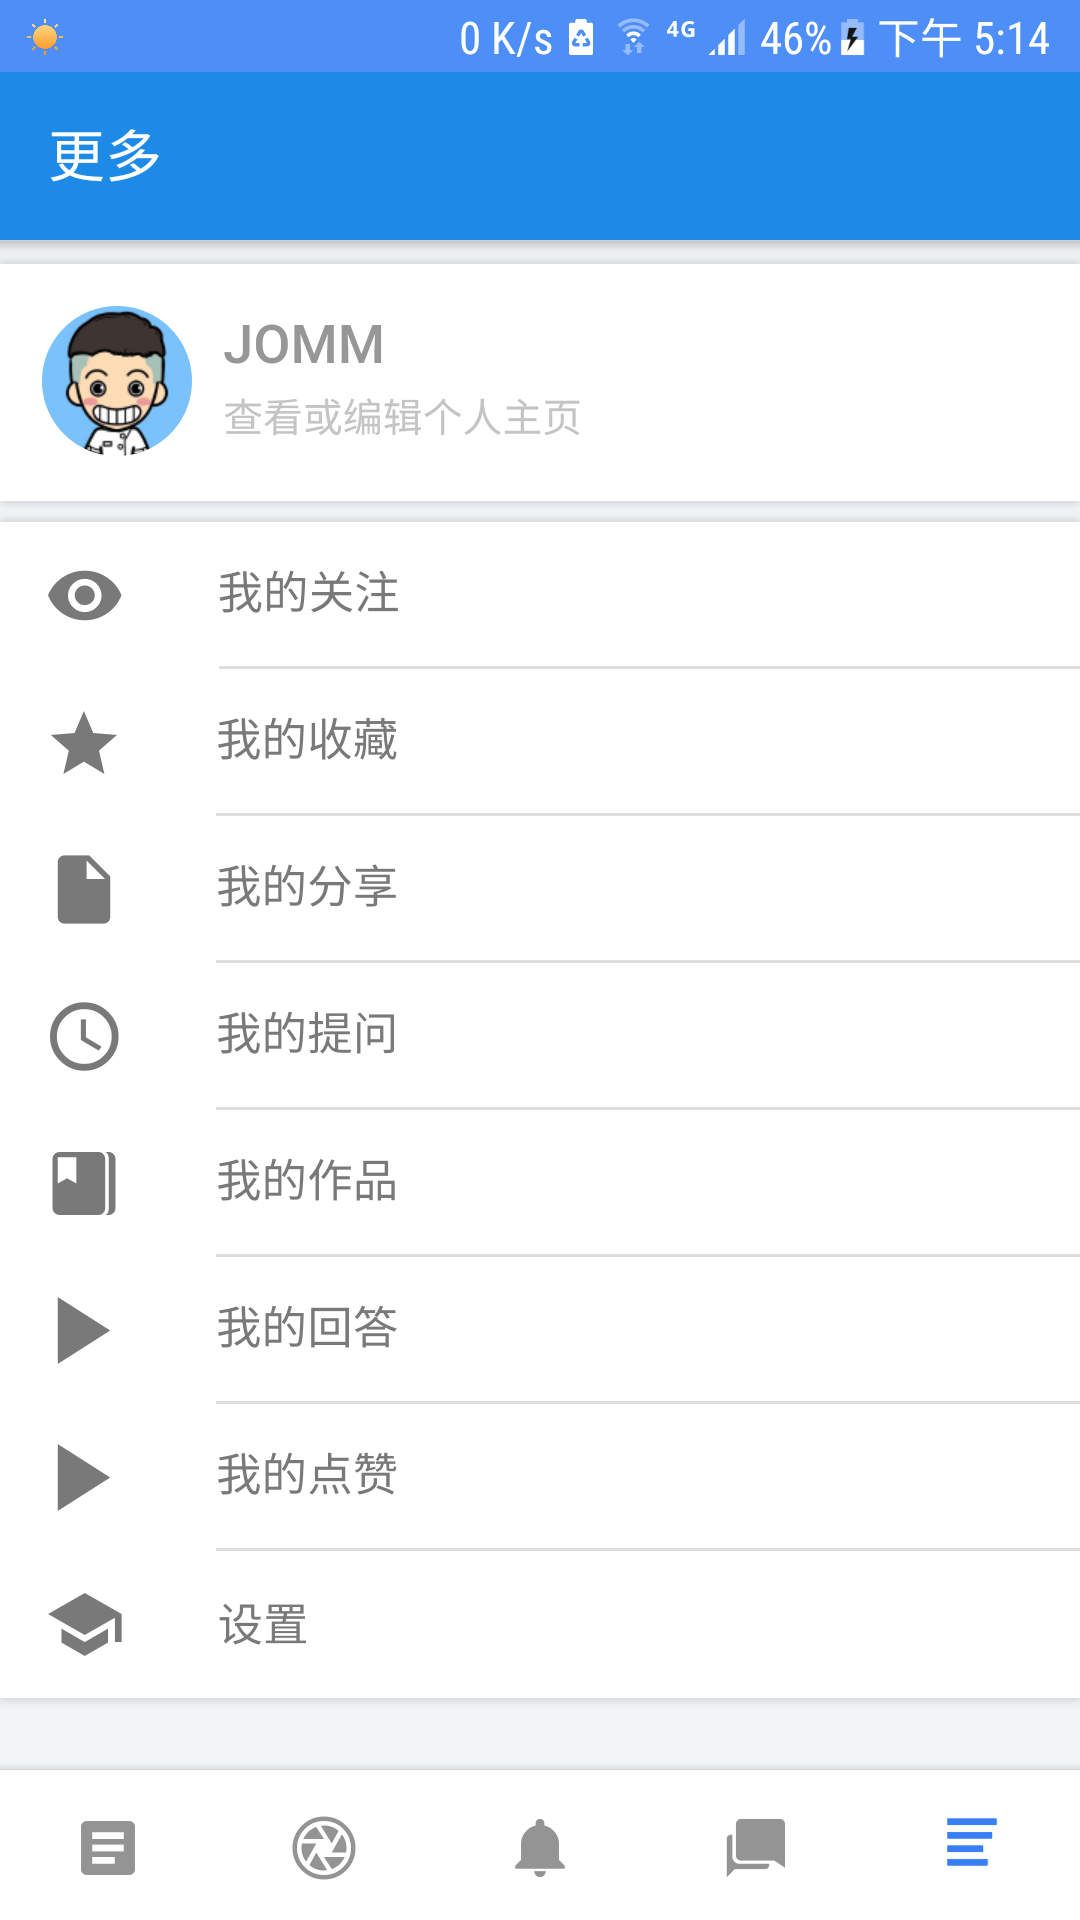 0 K/s 4G 46% 下午 5:14
更多
JOMM
查看或编辑个人主页
我的关注
我的收藏
我的分享
我的提问
我的作品
我的回答
我的点赞
设置